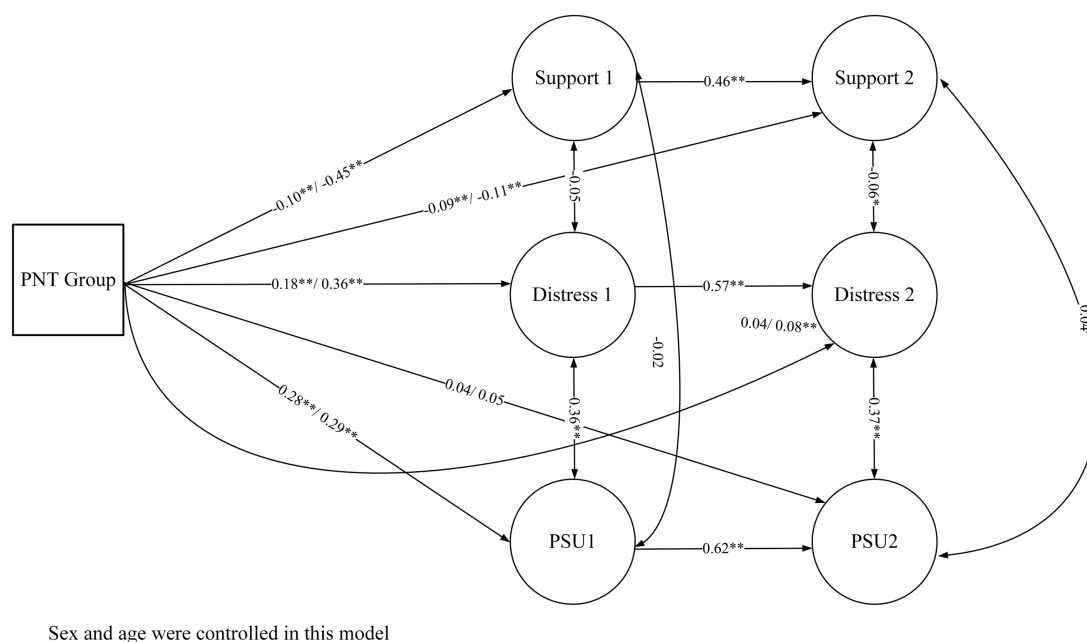 Support 1
0.46**
Support 2
-0.10**/ -0.45**
-0.05
-0.06*
-0.09**/ -0.11**
PNT Group
0.18**/ 0.36**
Distress 1
0.57**
Distress 2
0.04/ 0.08**
0.04
-0.02
0.04/ 0.05
0.28**/ 0.29**
0.36**
0.37**
PSU1
0.62**
PSU2
Sex and age were controlled in this model